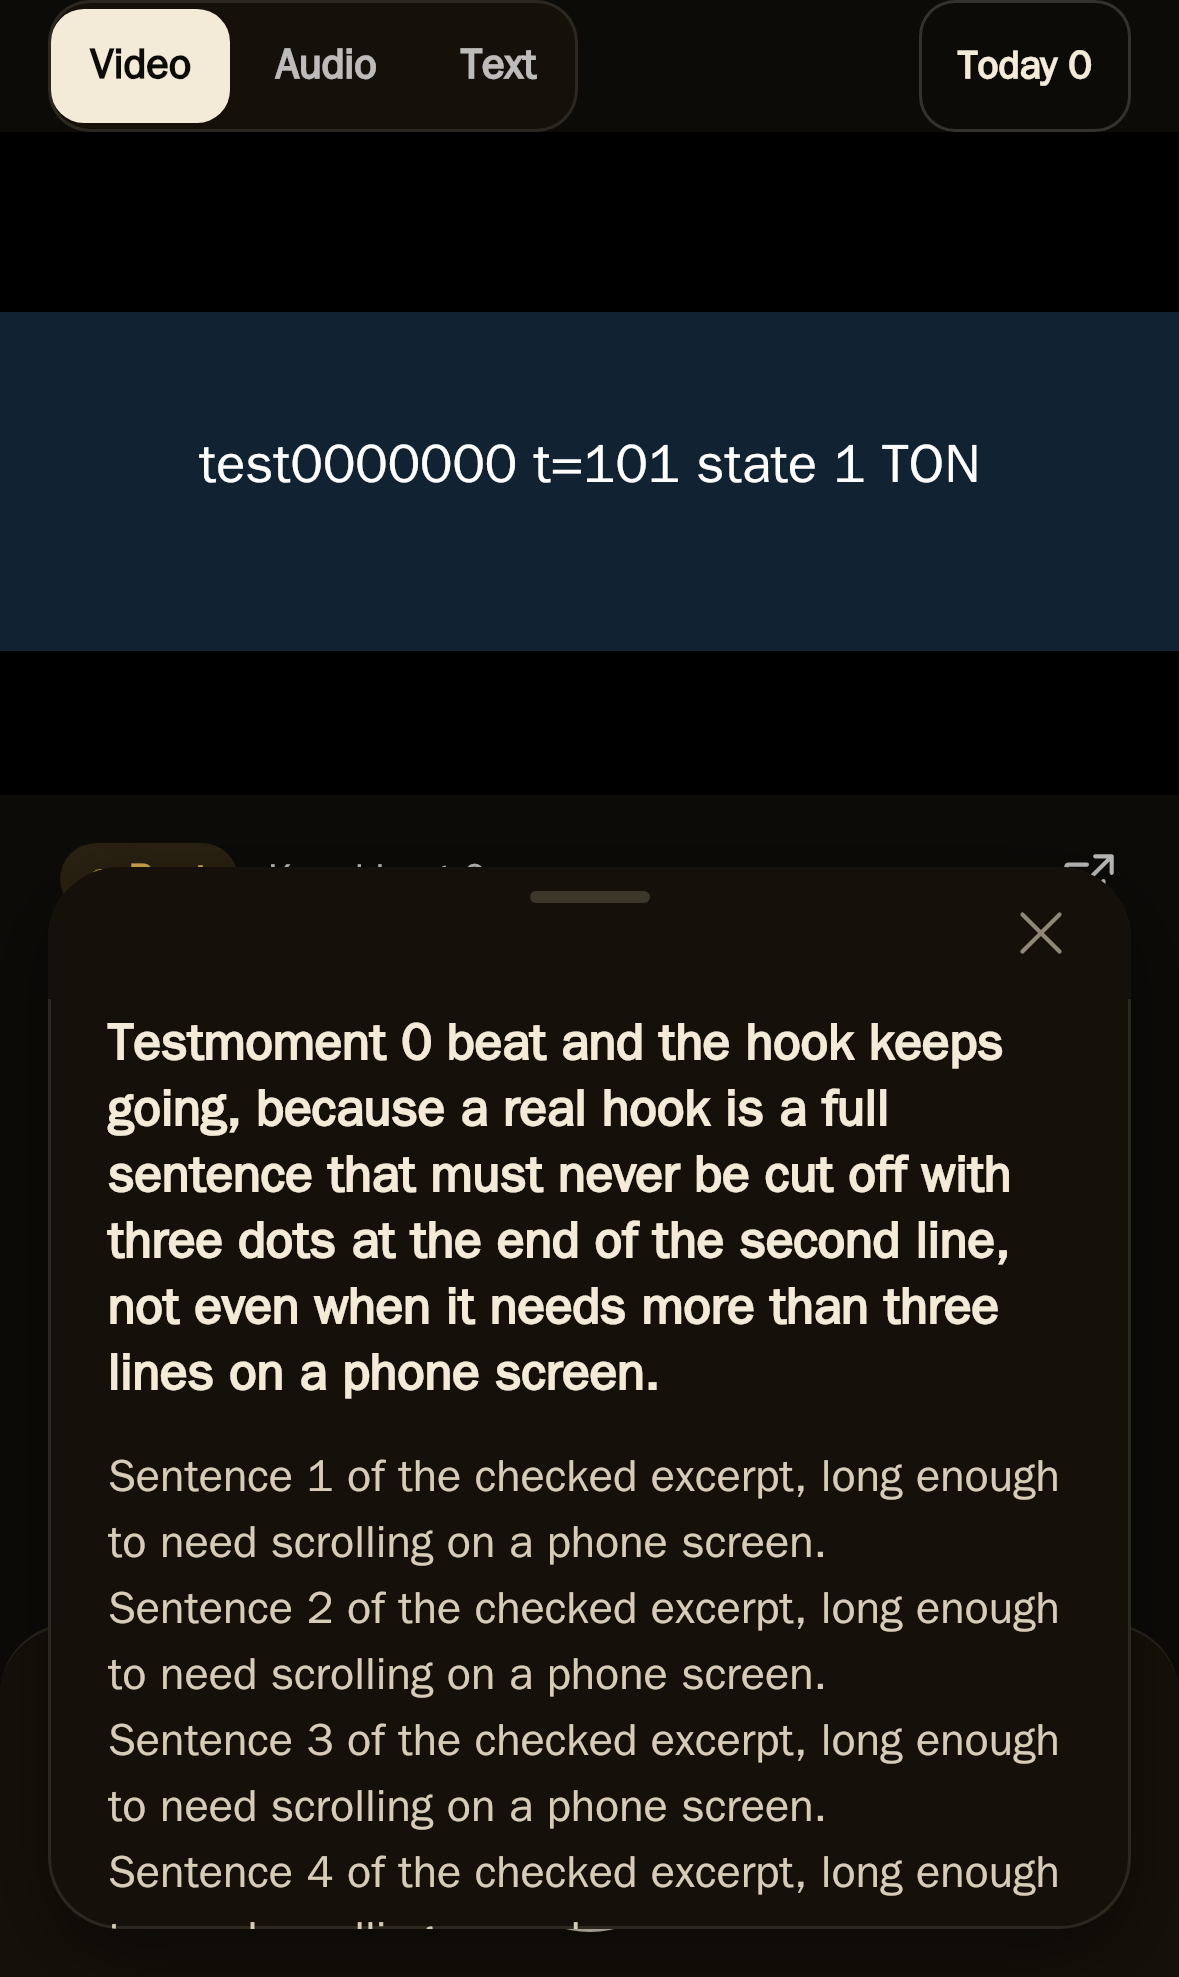 Video Audio Text Today 0
test0000000 t=101 state 1 TON
Testmoment 0 beat and the hook keeps
going, because a real hook is a full
sentence that must never be cut off with
three dots at the end of the second line,
not even when it needs more than three
lines on a phone screen.
Sentence 1 of the checked excerpt, long enough
to need scrolling on a phone screen.
Sentence 2 of the checked excerpt, long enough
to need scrolling on a phone screen.
Sentence 3 of the checked excerpt, long enough
to need scrolling on a phone screen.
Sentence 4 of the checked excerpt, long enough